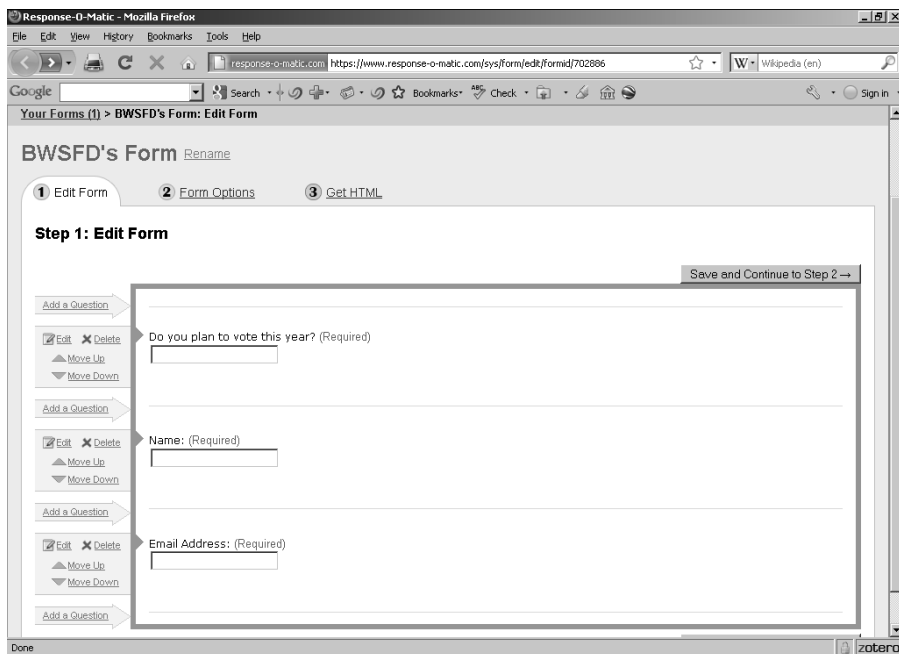 Response-O-Matic - Mozilla Firefox
File Edit View History Bookmarks Tools Help
response-o-matic.com https://www.response-o-matic.com/sys/form/edit/formid/702886 W Wikipedia (en)
Google Search Bookmarks ABC Check Sign in
Your Forms (1) > BWSFD's Form: Edit Form
BWSFD's Form Rename
1 Edit Form 2 Form Options 3 Get HTML
Step 1: Edit Form
Save and Continue to Step 2→
Add a Question
Edit Delete Do you plan to vote this year? (Required)
Move Up
Move Down
Add a Question
Edit Delete Name: (Required)
Move Up
Move Down
Add a Question
Edit Delete Email Address: (Required)
Move Up
Move Down
Add a Question
Done zotero